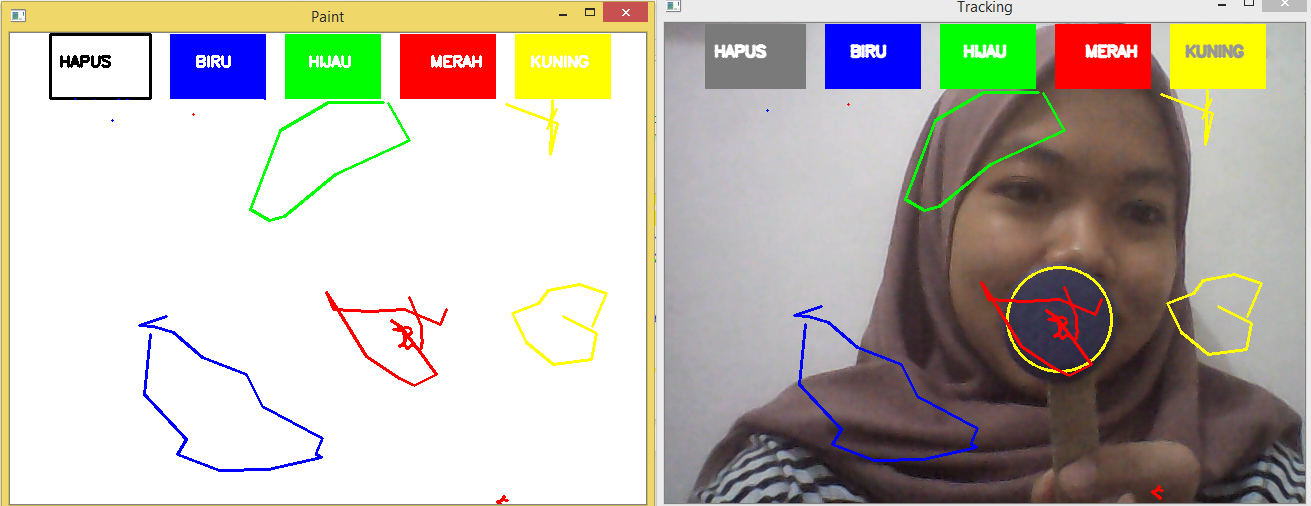 Paint
HAPUS
BIRU
HIJAU
MERAH
KUNING
Tracking
HAPUS
BIRU
HIJAU
MERAH
KUNING